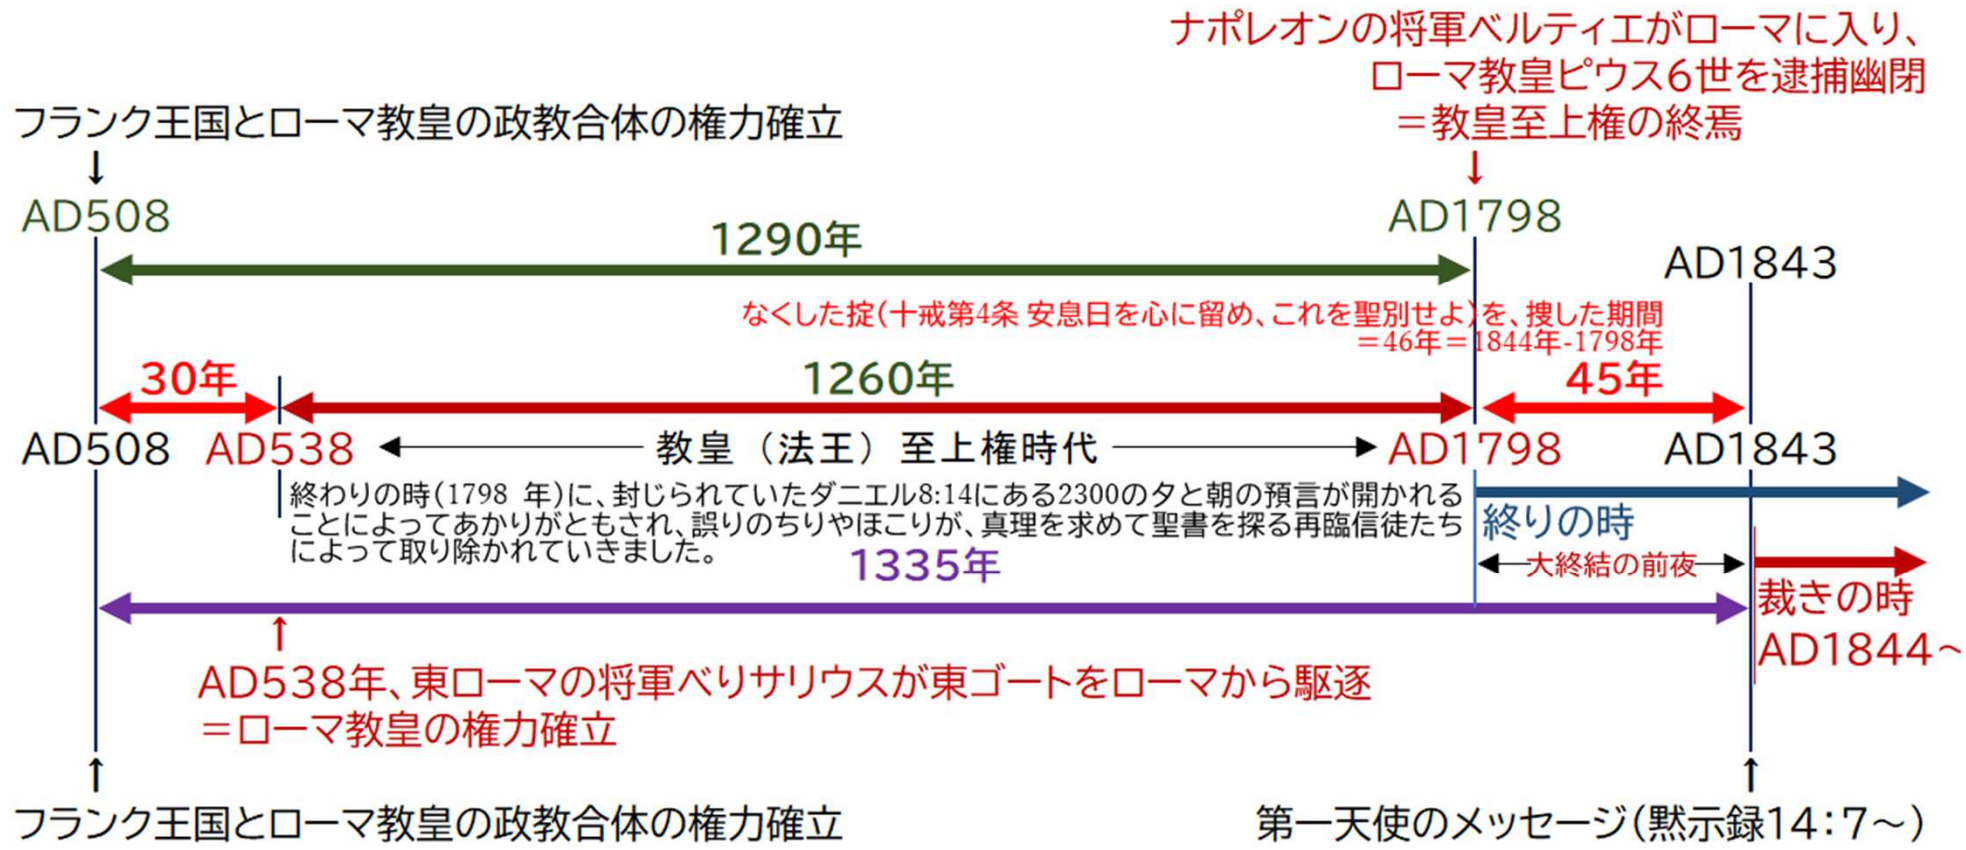 ナポレオンの将軍ベルティエがローマに入り、
ローマ教皇ピウス6世を逮捕幽閉
＝教皇至上権の終焉
フランク王国とローマ教皇の政教合体の権力確立
↓
↓
AD508
AD1798
1290年
AD1843
なくした掟(十戒第4条 安息日を心に留め、これを聖別せよ)を、捜した期間
＝46年＝1844年-1798年
30年
1260年
45年
AD508
AD538
教皇（法王）至上権時代
AD1798
AD1843
終わりの時(1798 年)に、封じられていたダニエル8:14にある2300の夕と朝の預言が開かれる
ことによってあかりがともされ、誤りのちりやほこりが、真理を求めて聖書を探る再臨信徒たち
によって取り除かれていきました。
終りの時
1335年
大終結の前夜
裁きの時
AD1844～
↑
AD538年、東ローマの将軍べリサリウスが東ゴートをローマから駆逐
＝ローマ教皇の権力確立
↑
↑
フランク王国とローマ教皇の政教合体の権力確立
第一天使のメッセージ(黙示録14：7～)